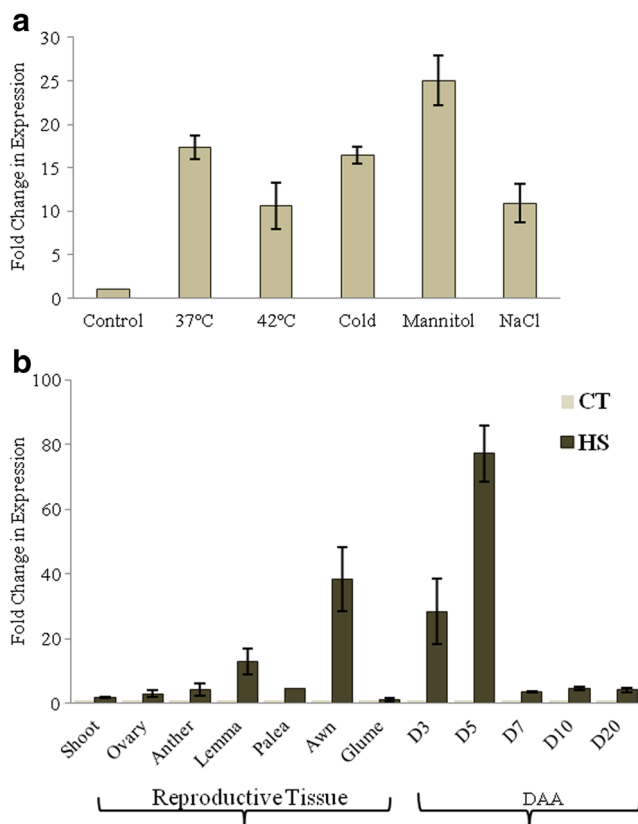 a
Fold Change in Expression
30
25
20
15
10
5
0
Control 37°C 42°C Cold Mannitol NaCl
b
Fold Change in Expression
100
80
60
40
20
0
CT
HS
Shoot Ovary Anther Lemma Palea Awn Glume D3 D5 D7 D10 D20
Reproductive Tissue DAA